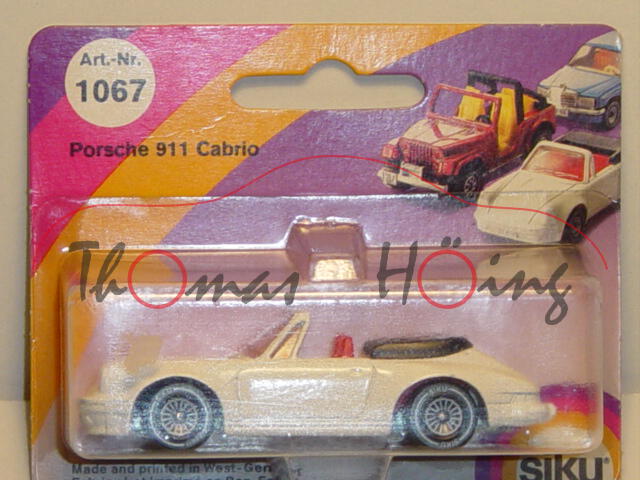 Art.-Nr.
1067
Porsche 911 Cabrio
Thomas Höing
Made and printed in West-Ger
siku